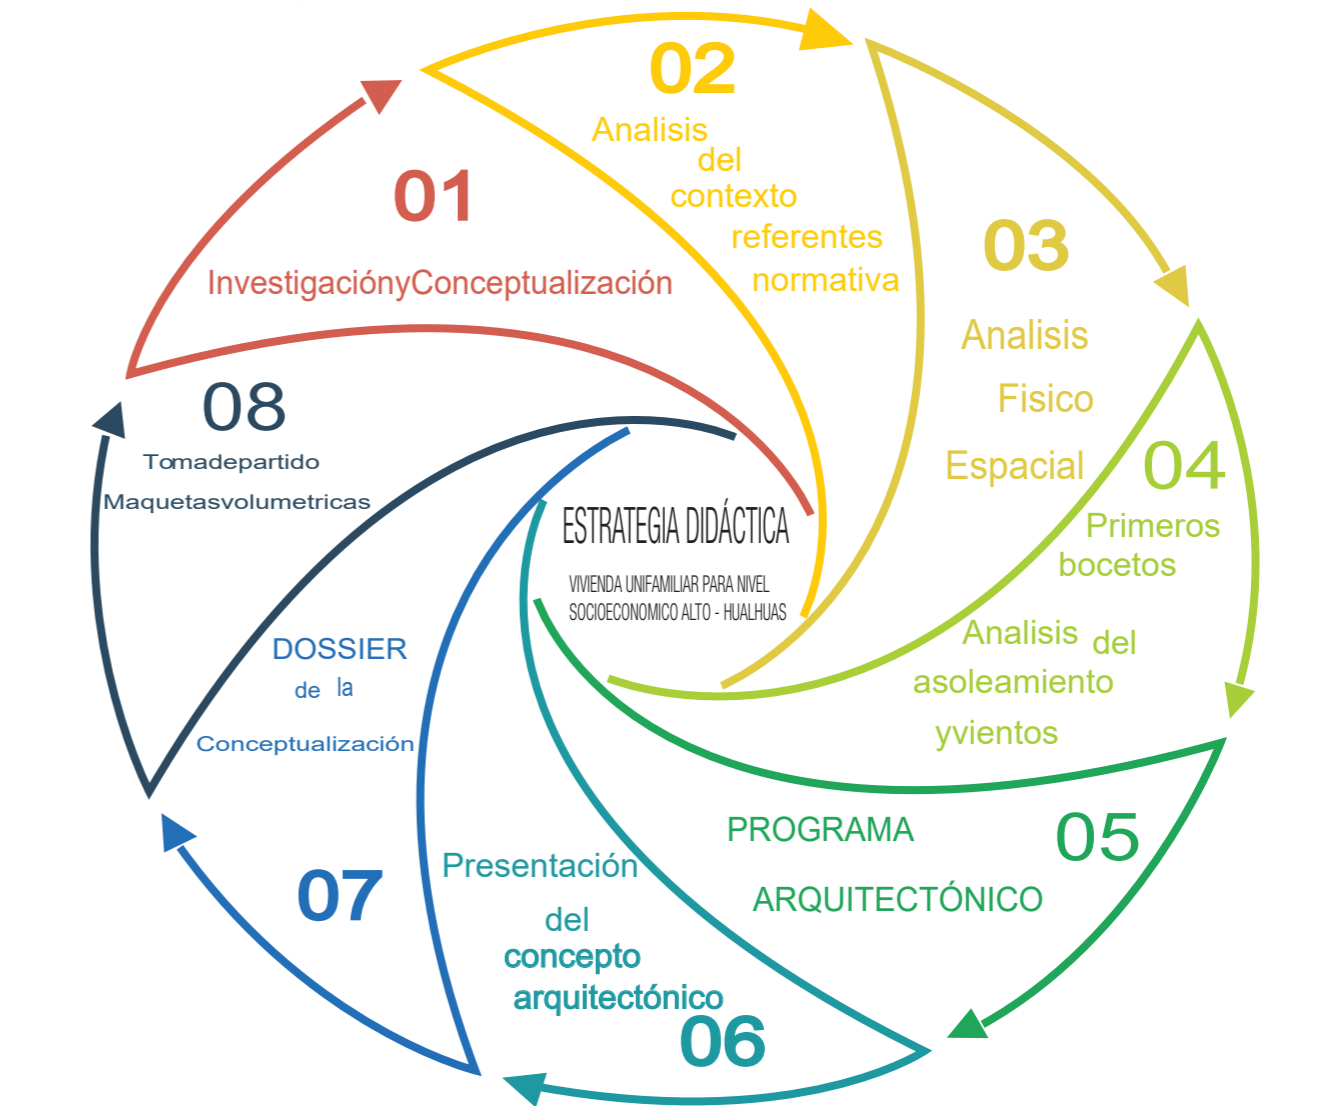 01
InvestigaciónyConceptualización
02
Analisis
del
contexto
referentes
normativa
03
Analisis
Fisico
Espacial
04
Primeros
bocetos
Analisis del
asoleamiento
yvientos
05
PROGRAMA
ARQUITECTÓNICO
Presentación
del
concepto
arquitectónico
06
DOSSIER
de la
Conceptualización
07
08
Tomadepartido
Maquetasvolumetricas
ESTRATEGIA DIDÁCTICA
VIVIENDA UNIFAMILIAR PARA NIVEL
SOCIOECONOMICO ALTO - HUALHUAS